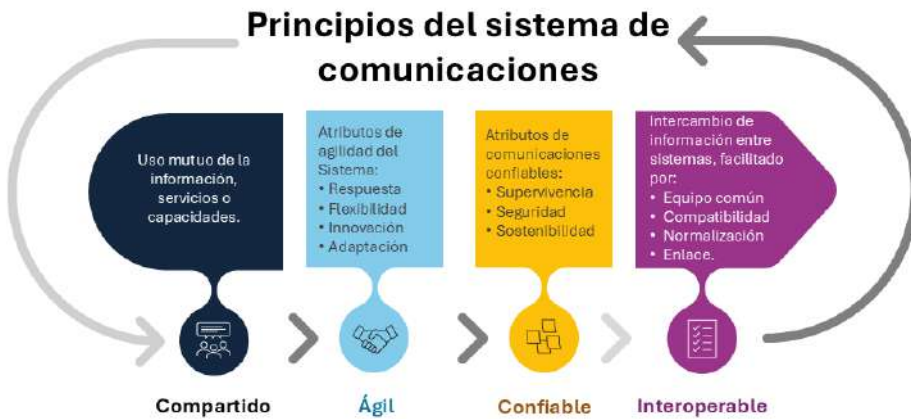 Principios del sistema de
comunicaciones
Uso mutuo de la
información,
servicios o
capacidades.
Atributos de
agilidad del
Sistema:
• Respuesta
• Flexibilidad
• Innovación
• Adaptación
Atributos de
comunicaciones
confiables:
• Supervivencia
• Seguridad
• Sostenibilidad
Intercambio de
información entre
sistemas, facilitado
por:
• Equipo común
• Compatibilidad
• Normalización
• Enlace.
Compartido
Ágil
Confiable
Interoperable